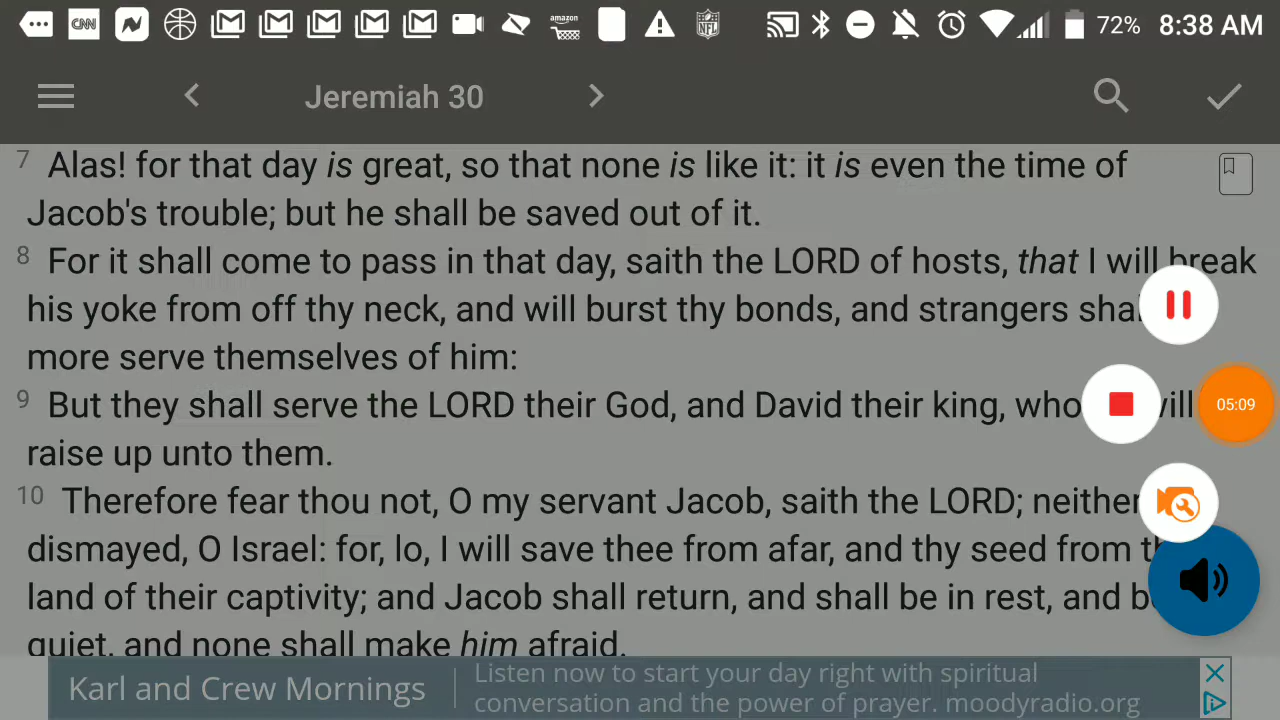 CNN
amazon
NFL
72% 8:38 AM
Jeremiah 30
7 Alas! for that day is great, so that none is like it: it is even the time of
Jacob's trouble; but he shall be saved out of it.
8 For it shall come to pass in that day, saith the LORD of hosts, that I will break
his yoke from off thy neck, and will burst thy bonds, and strangers
more serve themselves of him:
9 But they shall serve the LORD their God, and David their king,
raise up unto them.
05:09
10 Therefore fear thou not, O my servant Jacob, saith the LORD; neither
dismayed, O Israel: for, lo, I will save thee from afar, and thy seed from
land of their captivity; and Jacob shall return, and shall be in rest, and
quiet, and none shall make him afraid.
Karl and Crew Mornings
Listen now to start your day right with spiritual
conversation and the power of prayer. moodyradio.org